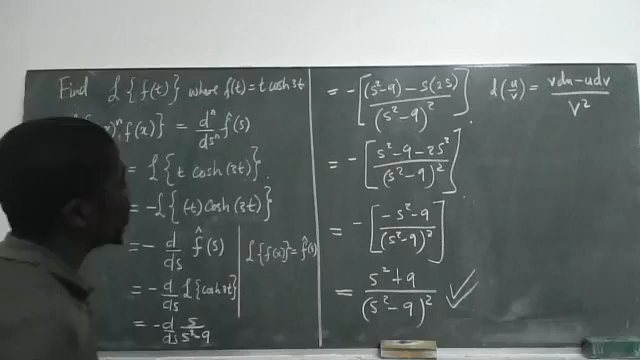 Find ℒ{f(t)} where f(t) = t cosh 3t
)ⁿ f(x)} = dⁿ/dsⁿ f̂(s)
= ℒ{t cosh(3t)}.
= -ℒ{(-t) cosh(3t)}
= - d/ds f̂(s)
= - d/ds ℒ{cosh 3t}
= - d/ds s/(s²-9)
ℒ{f(x)} = f̂(s)
= -[((s²-9) - s(2s))/(s²-9)²].
= -[(s²-9-2s²)/(s²-9)²].
= -[(-s²-9)/(s²-9)²]
= (s²+9)/(s²-9)² ✓✓
d(u/v) = (vdu-udv)/v²